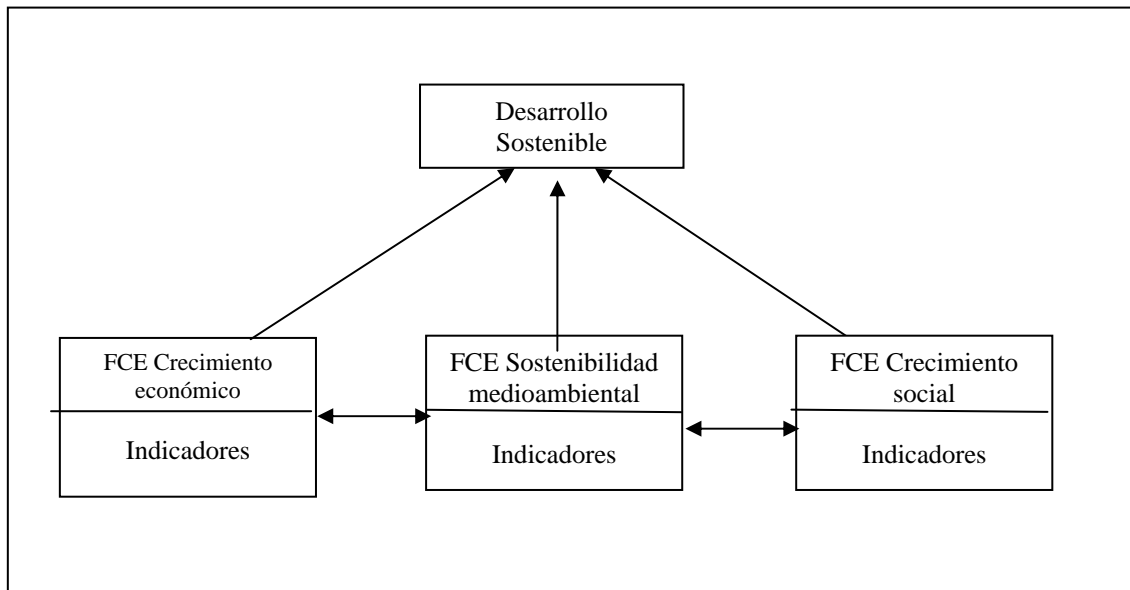 Desarrollo
Sostenible
FCE Crecimiento
económico
Indicadores
FCE Sostenibilidad
medioambiental
Indicadores
FCE Crecimiento
social
Indicadores